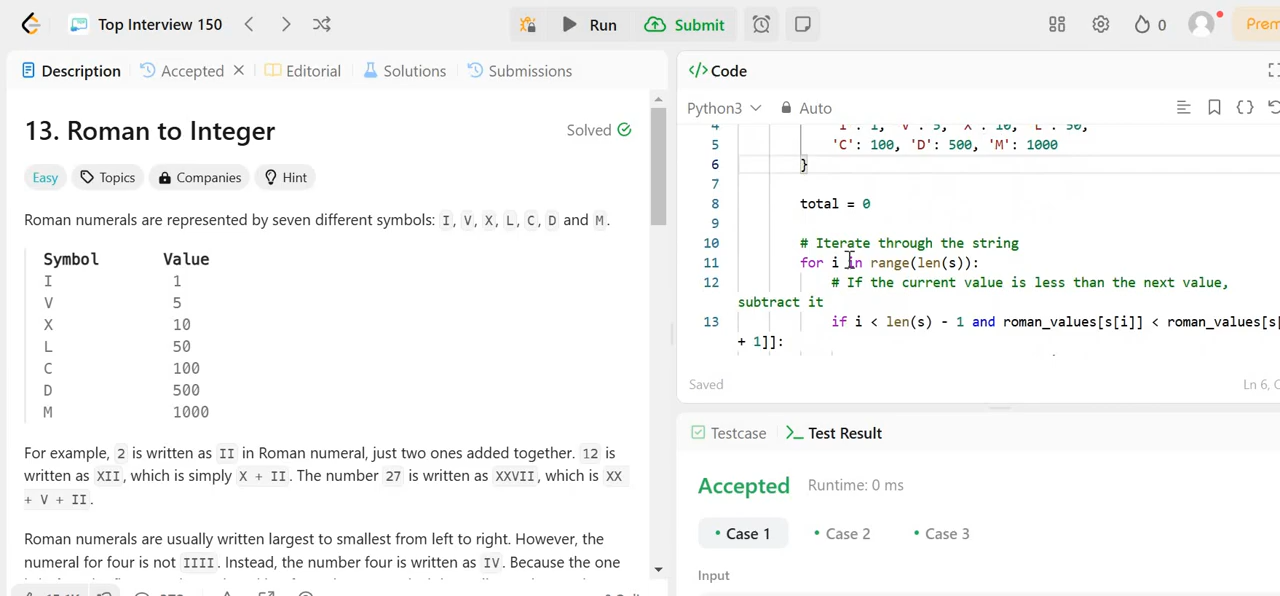 Top Interview 150
Run
Submit
0
Prem
Description
Accepted
Editorial
Solutions
Submissions
13. Roman to Integer
Solved
Easy
Topics
Companies
Hint
Roman numerals are represented by seven different symbols: I, V, X, L, C, D and M.
Symbol Value
I 1
V 5
X 10
L 50
C 100
D 500
M 1000
For example, 2 is written as II in Roman numeral, just two ones added together. 12 is
written as XII, which is simply X + II. The number 27 is written as XXVII, which is XX
+ V + II.
Roman numerals are usually written largest to smallest from left to right. However, the
numeral for four is not IIII. Instead, the number four is written as IV. Because the one
</> Code
Python3
Auto
4 'I': 1, 'V': 5, 'X': 10, 'L': 50,
5 'C': 100, 'D': 500, 'M': 1000
6 }
7
8 total = 0
9
10 # Iterate through the string
11 for i in range(len(s)):
12 # If the current value is less than the next value,
subtract it
13 if i < len(s) - 1 and roman_values[s[i]] < roman_values[s[
+ 1]]:
Saved
Ln 6, C
Testcase
>_ Test Result
Accepted
Runtime: 0 ms
Case 1
Case 2
Case 3
Input